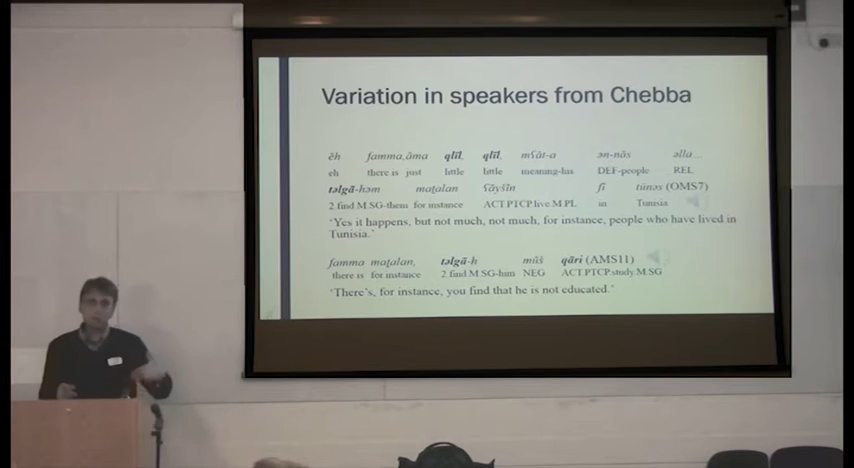 Variation in speakers from Chebba
ēh famma, āma qlīl, qlīl, mʕāt-a ən-nās əlla...
eh there is just little little meaning-his DEF-people REL
təlgā-həm maṯalan ʕāyšīn fī tūnəs (OMS7)
2.find.M.SG-them for instance ACT.PTCP.live.M.PL in Tunisia
‘Yes it happens, but not much, not much, for instance, people who have lived in
Tunisia.’
famma maṯalan, təlgā-h mūš qāri (AMS11)
there is for instance 2.find.M.SG-him NEG ACT.PTCP.study.M.SG
‘There’s, for instance, you find that he is not educated.’